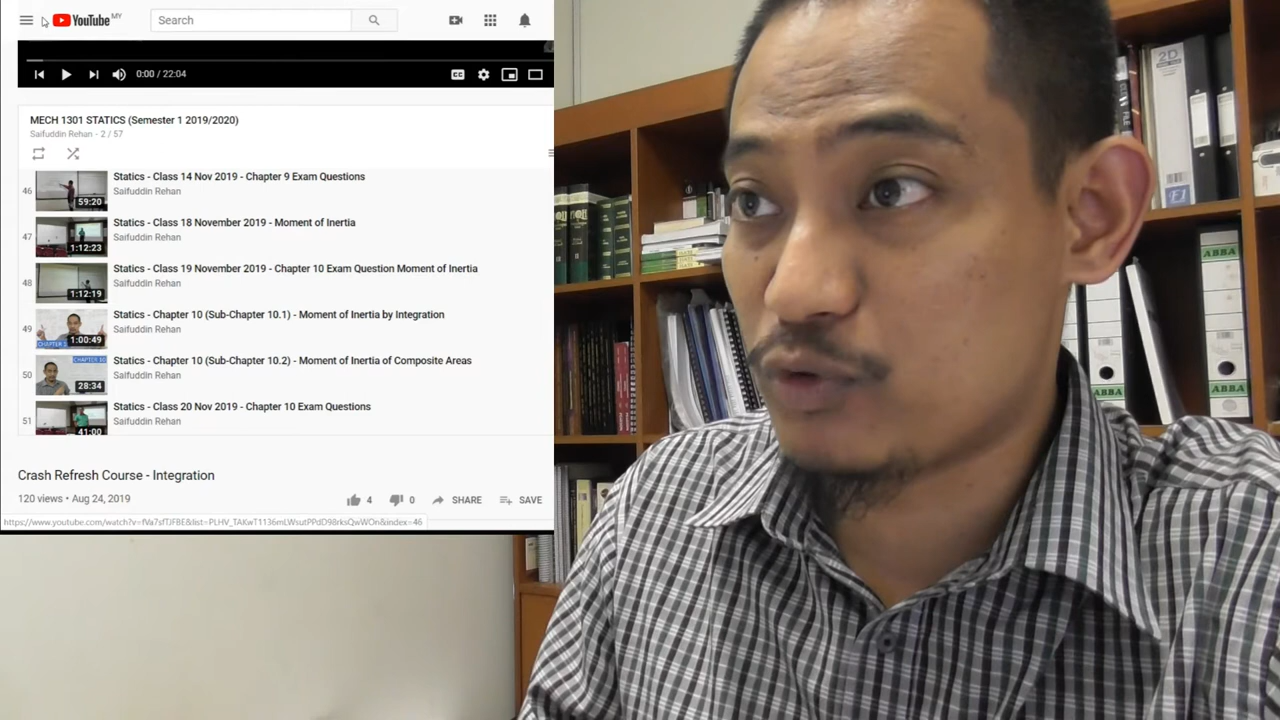 YouTube MY
Search
0:00 / 22:04
CC
MECH 1301 STATICS (Semester 1 2019/2020)
Saifuddin Rehan - 2 / 57
46
59:20
Statics - Class 14 Nov 2019 - Chapter 9 Exam Questions
Saifuddin Rehan
47
1:12:23
Statics - Class 18 November 2019 - Moment of Inertia
Saifuddin Rehan
48
1:12:19
Statics - Class 19 November 2019 - Chapter 10 Exam Question Moment of Inertia
Saifuddin Rehan
49
1:00:49
Statics - Chapter 10 (Sub-Chapter 10.1) - Moment of Inertia by Integration
Saifuddin Rehan
50
28:34
Statics - Chapter 10 (Sub-Chapter 10.2) - Moment of Inertia of Composite Areas
Saifuddin Rehan
51
41:00
Statics - Class 20 Nov 2019 - Chapter 10 Exam Questions
Saifuddin Rehan
Crash Refresh Course - Integration
120 views • Aug 24, 2019
4
0
SHARE
SAVE
2D
ABBA
ABBA
ABBA